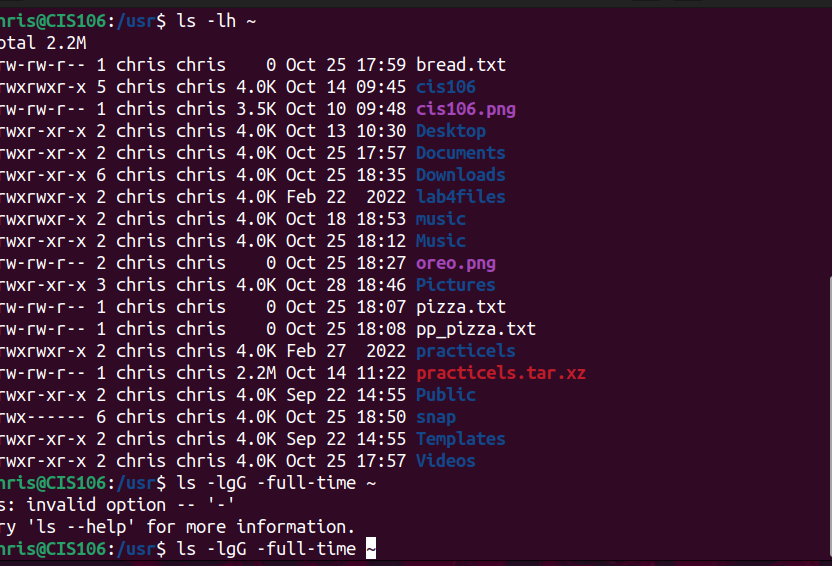 hris@CIS106:/usr$ ls -lh ~
otal 2.2M
rw-rw-r-- 1 chris chris    0 Oct 25 17:59 bread.txt
rwxrwxr-x 5 chris chris 4.0K Oct 14 09:45 cis106
rw-rw-r-- 1 chris chris 3.5K Oct 10 09:48 cis106.png
rwxr-xr-x 2 chris chris 4.0K Oct 13 10:30 Desktop
rwxr-xr-x 2 chris chris 4.0K Oct 25 17:57 Documents
rwxr-xr-x 6 chris chris 4.0K Oct 25 18:35 Downloads
rwxrwxr-x 2 chris chris 4.0K Feb 22  2022 lab4files
rwxrwxr-x 2 chris chris 4.0K Oct 18 18:53 music
rwxr-xr-x 2 chris chris 4.0K Oct 25 18:12 Music
rw-rw-r-- 2 chris chris    0 Oct 25 18:27 oreo.png
rwxr-xr-x 3 chris chris 4.0K Oct 28 18:46 Pictures
rw-rw-r-- 1 chris chris    0 Oct 25 18:07 pizza.txt
rw-rw-r-- 1 chris chris    0 Oct 25 18:08 pp_pizza.txt
rwxrwxr-x 2 chris chris 4.0K Feb 27  2022 practicels
rw-rw-r-- 1 chris chris 2.2M Oct 14 11:22 practicels.tar.xz
rwxr-xr-x 2 chris chris 4.0K Sep 22 14:55 Public
rwx------ 6 chris chris 4.0K Oct 25 18:50 snap
rwxr-xr-x 2 chris chris 4.0K Sep 22 14:55 Templates
rwxr-xr-x 2 chris chris 4.0K Oct 25 17:57 Videos
hris@CIS106:/usr$ ls -lgG -full-time ~
s: invalid option -- '-'
ry 'ls --help' for more information.
hris@CIS106:/usr$ ls -lgG -full-time ~